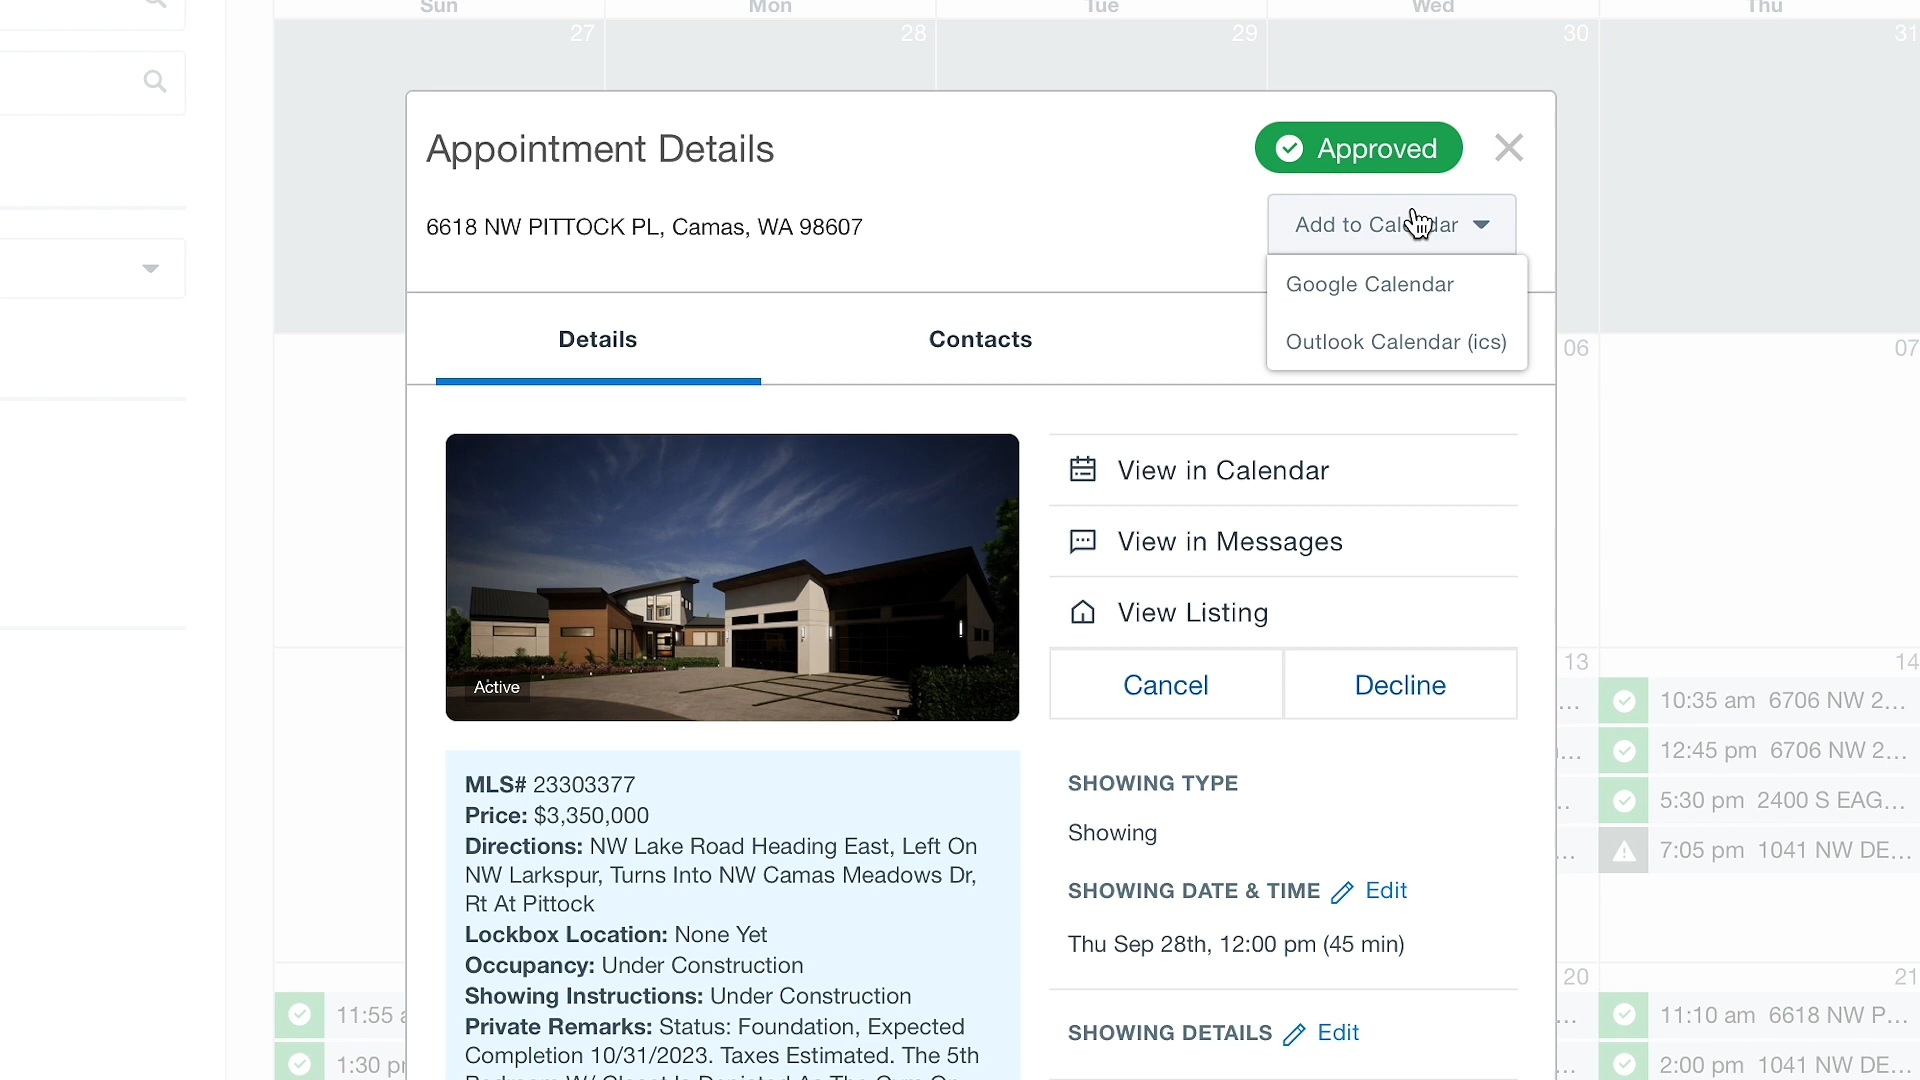 Sun Mon Tue Wed Thu
27 28 29 30 31
Appointment Details
Approved
6618 NW PITTOCK PL, Camas, WA 98607
Add to
Google Calendar
Outlook Calendar (ics)
Details
Contacts
06 07
View in Calendar
View in Messages
View Listing
Cancel
Decline
Active
MLS# 23303377
Price: $3,350,000
Directions: NW Lake Road Heading East, Left On
NW Larkspur, Turns Into NW Camas Meadows Dr,
Rt At Pittock
Lockbox Location: None Yet
Occupancy: Under Construction
Showing Instructions: Under Construction
Private Remarks: Status: Foundation, Expected
Completion 10/31/2023. Taxes Estimated. The 5th
SHOWING TYPE
Showing
SHOWING DATE & TIME Edit
Thu Sep 28th, 12:00 pm (45 min)
SHOWING DETAILS Edit
13 14
... 10:35 am 6706 NW 2...
... 12:45 pm 6706 NW 2...
... 5:30 pm 2400 S EAG...
... 7:05 pm 1041 NW DE...
20 21
11:55
1:30
... 11:10 am 6618 NW P...
... 2:00 pm 1041 NW DE...